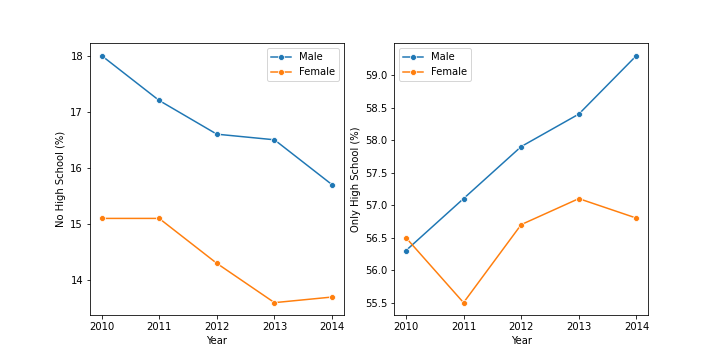 Male
Female
18
17
16
15
14
No High School (%)
2010 2011 2012 2013 2014
Year
Male
Female
59.0
58.5
58.0
57.5
57.0
56.5
56.0
55.5
Only High School (%)
2010 2011 2012 2013 2014
Year